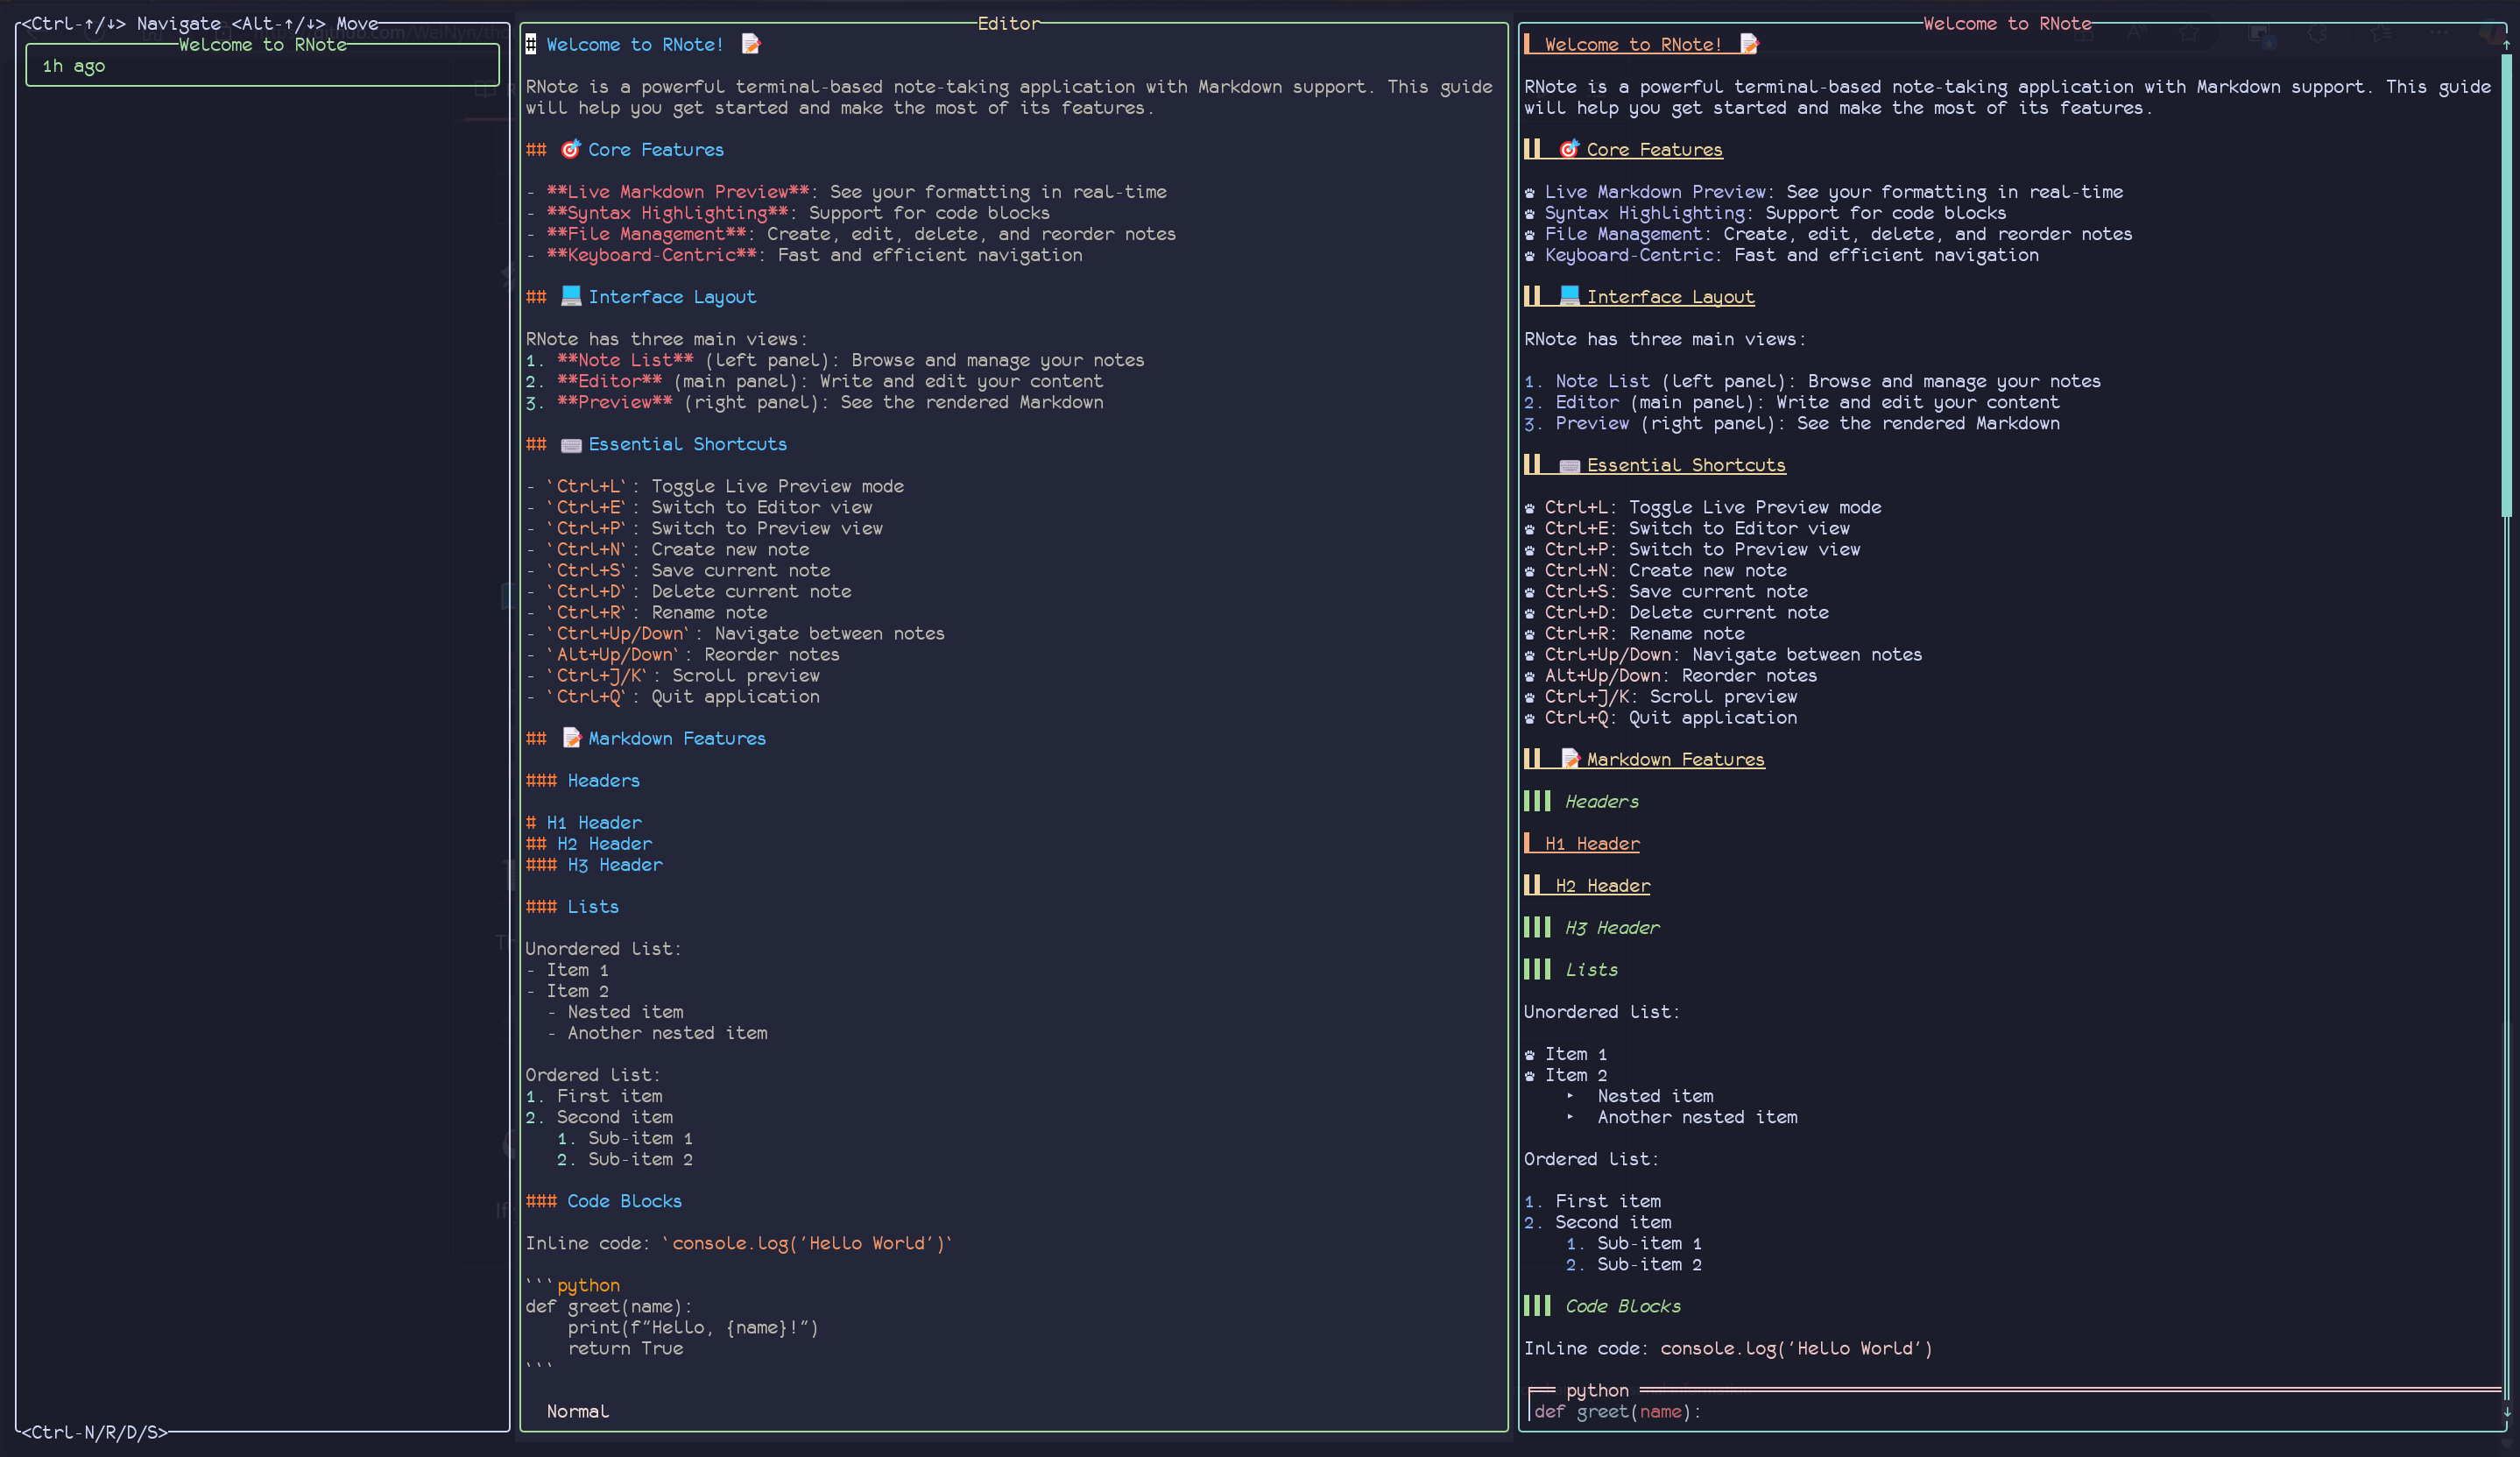 <Ctrl-↑/↓> Navigate <Alt-↑/↓> Move
Welcome to RNote
1h ago
<Ctrl-N/R/D/S>
Editor
# Welcome to RNote! 📝
RNote is a powerful terminal-based note-taking application with Markdown support. This guide
will help you get started and make the most of its features.
## 🎯 Core Features
- **Live Markdown Preview**: See your formatting in real-time
- **Syntax Highlighting**: Support for code blocks
- **File Management**: Create, edit, delete, and reorder notes
- **Keyboard-Centric**: Fast and efficient navigation
## 💻 Interface Layout
RNote has three main views:
1. **Note List** (left panel): Browse and manage your notes
2. **Editor** (main panel): Write and edit your content
3. **Preview** (right panel): See the rendered Markdown
## ⌨️ Essential Shortcuts
- `Ctrl+L`: Toggle Live Preview mode
- `Ctrl+E`: Switch to Editor view
- `Ctrl+P`: Switch to Preview view
- `Ctrl+N`: Create new note
- `Ctrl+S`: Save current note
- `Ctrl+D`: Delete current note
- `Ctrl+R`: Rename note
- `Ctrl+Up/Down`: Navigate between notes
- `Alt+Up/Down`: Reorder notes
- `Ctrl+J/K`: Scroll preview
- `Ctrl+Q`: Quit application
## 📝 Markdown Features
### Headers
# H1 Header
## H2 Header
### H3 Header
### Lists
Unordered list:
- Item 1
- Item 2
  - Nested item
  - Another nested item
Ordered list:
1. First item
2. Second item
   1. Sub-item 1
   2. Sub-item 2
### Code Blocks
Inline code: `console.log('Hello World')`
```python
def greet(name):
    print(f"Hello, {name}!")
    return True
```
Normal
Welcome to RNote
Welcome to RNote! 📝
RNote is a powerful terminal-based note-taking application with Markdown support. This guide
will help you get started and make the most of its features.
🎯 Core Features
Live Markdown Preview: See your formatting in real-time
Syntax Highlighting: Support for code blocks
File Management: Create, edit, delete, and reorder notes
Keyboard-Centric: Fast and efficient navigation
💻 Interface Layout
RNote has three main views:
1. Note List (left panel): Browse and manage your notes
2. Editor (main panel): Write and edit your content
3. Preview (right panel): See the rendered Markdown
⌨️ Essential Shortcuts
Ctrl+L: Toggle Live Preview mode
Ctrl+E: Switch to Editor view
Ctrl+P: Switch to Preview view
Ctrl+N: Create new note
Ctrl+S: Save current note
Ctrl+D: Delete current note
Ctrl+R: Rename note
Ctrl+Up/Down: Navigate between notes
Alt+Up/Down: Reorder notes
Ctrl+J/K: Scroll preview
Ctrl+Q: Quit application
📝 Markdown Features
Headers
H1 Header
H2 Header
H3 Header
Lists
Unordered list:
Item 1
Item 2
‣ Nested item
‣ Another nested item
Ordered list:
1. First item
2. Second item
   1. Sub-item 1
   2. Sub-item 2
Code Blocks
Inline code: console.log('Hello World')
python
def greet(name):